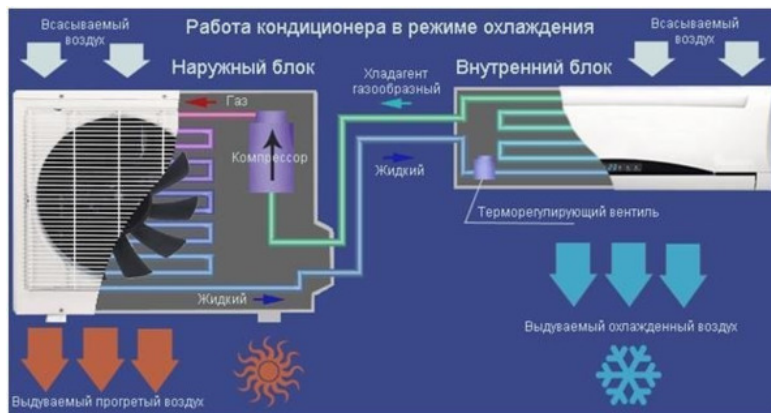 Работа кондиционера в режиме охлаждения
Всасываемый
воздух
Всасываемый
воздух
Наружный блок
Хладагент
газообразный
Внутренний блок
Газ
Компрессор
Жидкий
Терморегулирующий вентиль
Жидкий
Выдуваемый охлажденный воздух
Выдуваемый прогретый воздух